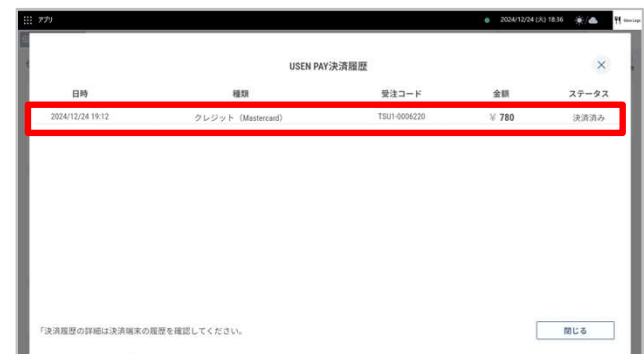 アプリ
2024/12/24 (火) 18:36
USEN PAY決済履歴
日時 種類 受注コード 金額 ステータス
2024/12/24 19:12 クレジット (Mastercard) TSU1-0006220 ¥ 780 決済済み
「決済履歴の詳細は決済端末の履歴を確認してください。
閉じる